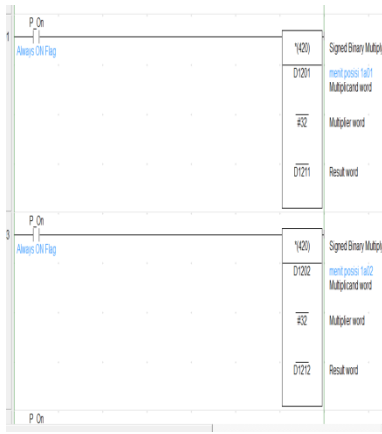 1
P_On
Always ON Flag
*(420)
Signed Binary Multiply
D1201
ment posisi 1a01
Multiplicand word
#32
Multiplier word
D1211
Result word
3
P_On
Always ON Flag
*(420)
Signed Binary Multiply
D1202
ment posisi 1a02
Multiplicand word
#32
Multiplier word
D1212
Result word
P_On